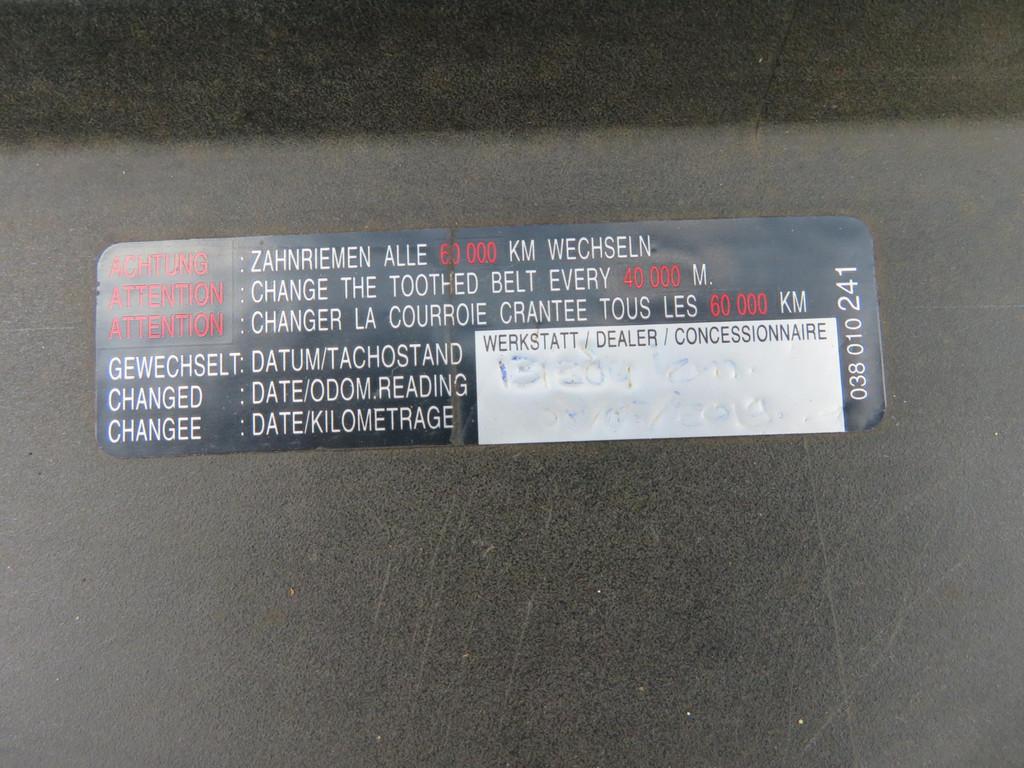 ACHTUNG : ZAHNRIEMEN ALLE 60 000 KM WECHSELN
ATTENTION : CHANGE THE TOOTHED BELT EVERY 40 000 M.
ATTENTION : CHANGER LA COURROIE CRANTEE TOUS LES 60 000 KM
WERKSTATT / DEALER / CONCESSIONNAIRE
GEWECHSELT: DATUM/TACHOSTAND
CHANGED : DATE/ODOM.READING
CHANGEE : DATE/KILOMETRAGE
038 010 241